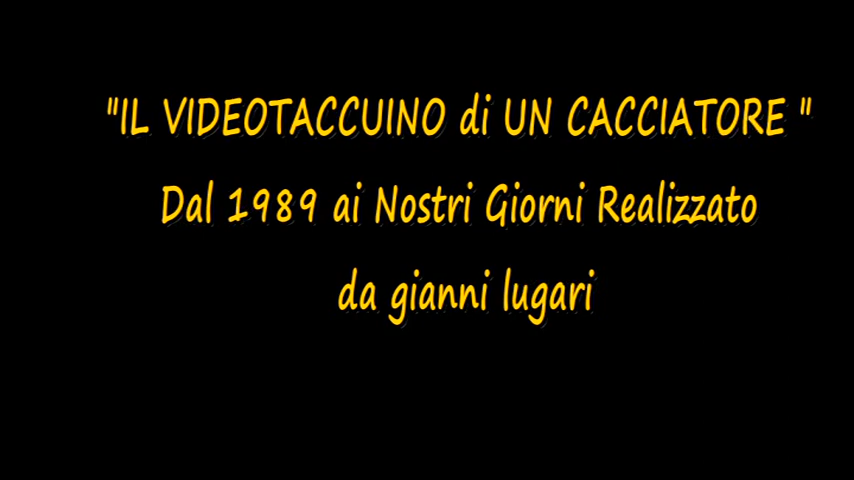 "IL VIDEOTACCUINO di UN CACCIATORE "
Dal 1989 ai Nostri Giorni Realizzato
da gianni lugari